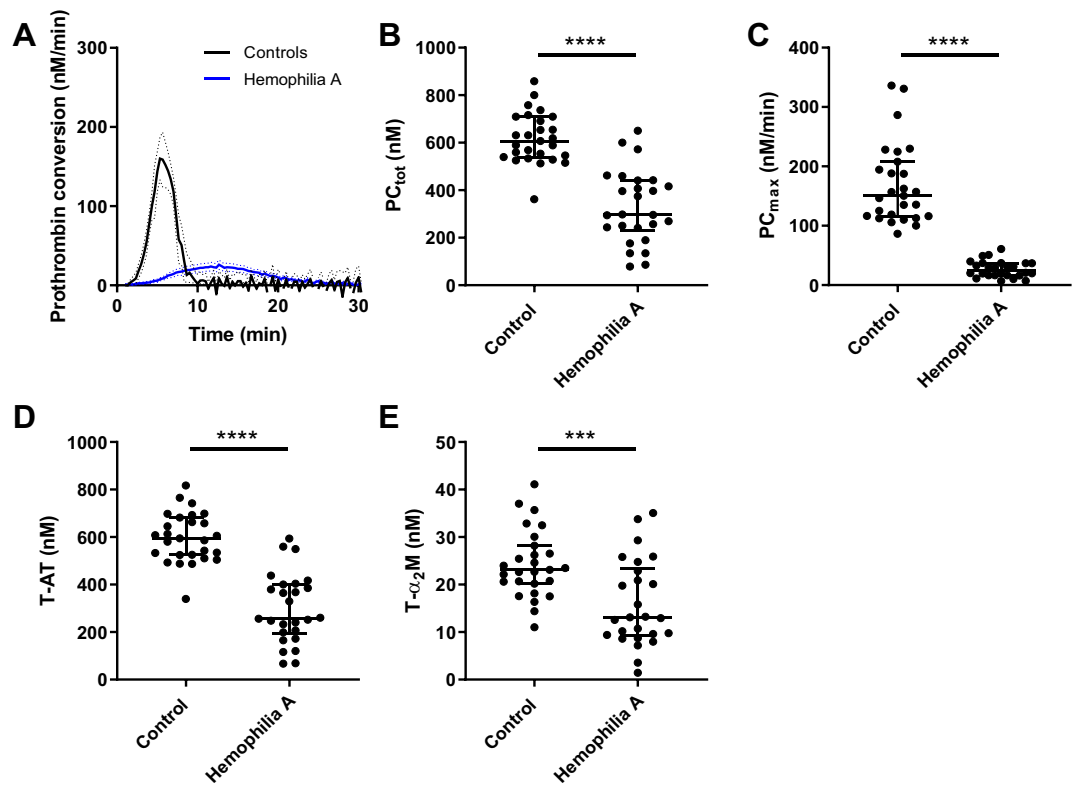 A
Prothrombin conversion (nM/min)
300
200
100
0
0 10 20 30
Time (min)
Controls
Hemophilia A
B
PCtot (nM)
1000
800
600
400
200
0
****
Control
Hemophilia A
C
PCmax (nM/min)
400
300
200
100
0
****
Control
Hemophilia A
D
T-AT (nM)
1000
800
600
400
200
0
****
Control
Hemophilia A
E
T-α2M (nM)
50
40
30
20
10
0
***
Control
Hemophilia A